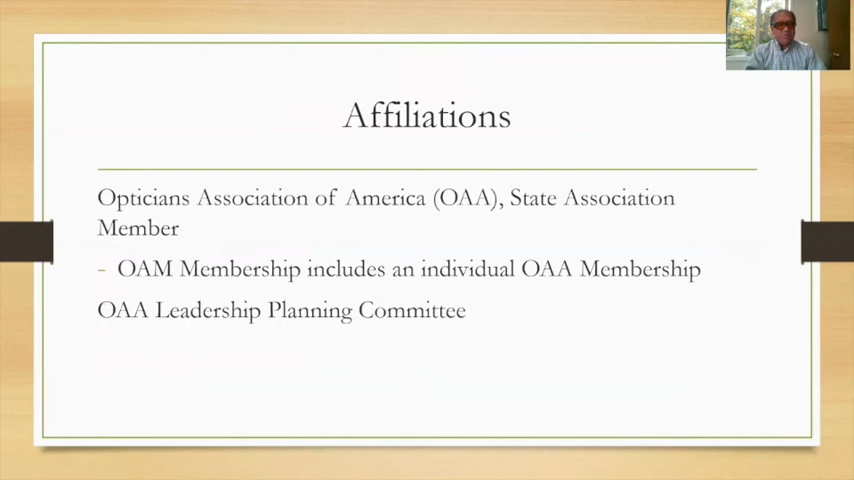 Affiliations
Opticians Association of America (OAA), State Association
Member
- OAM Membership includes an individual OAA Membership
OAA Leadership Planning Committee